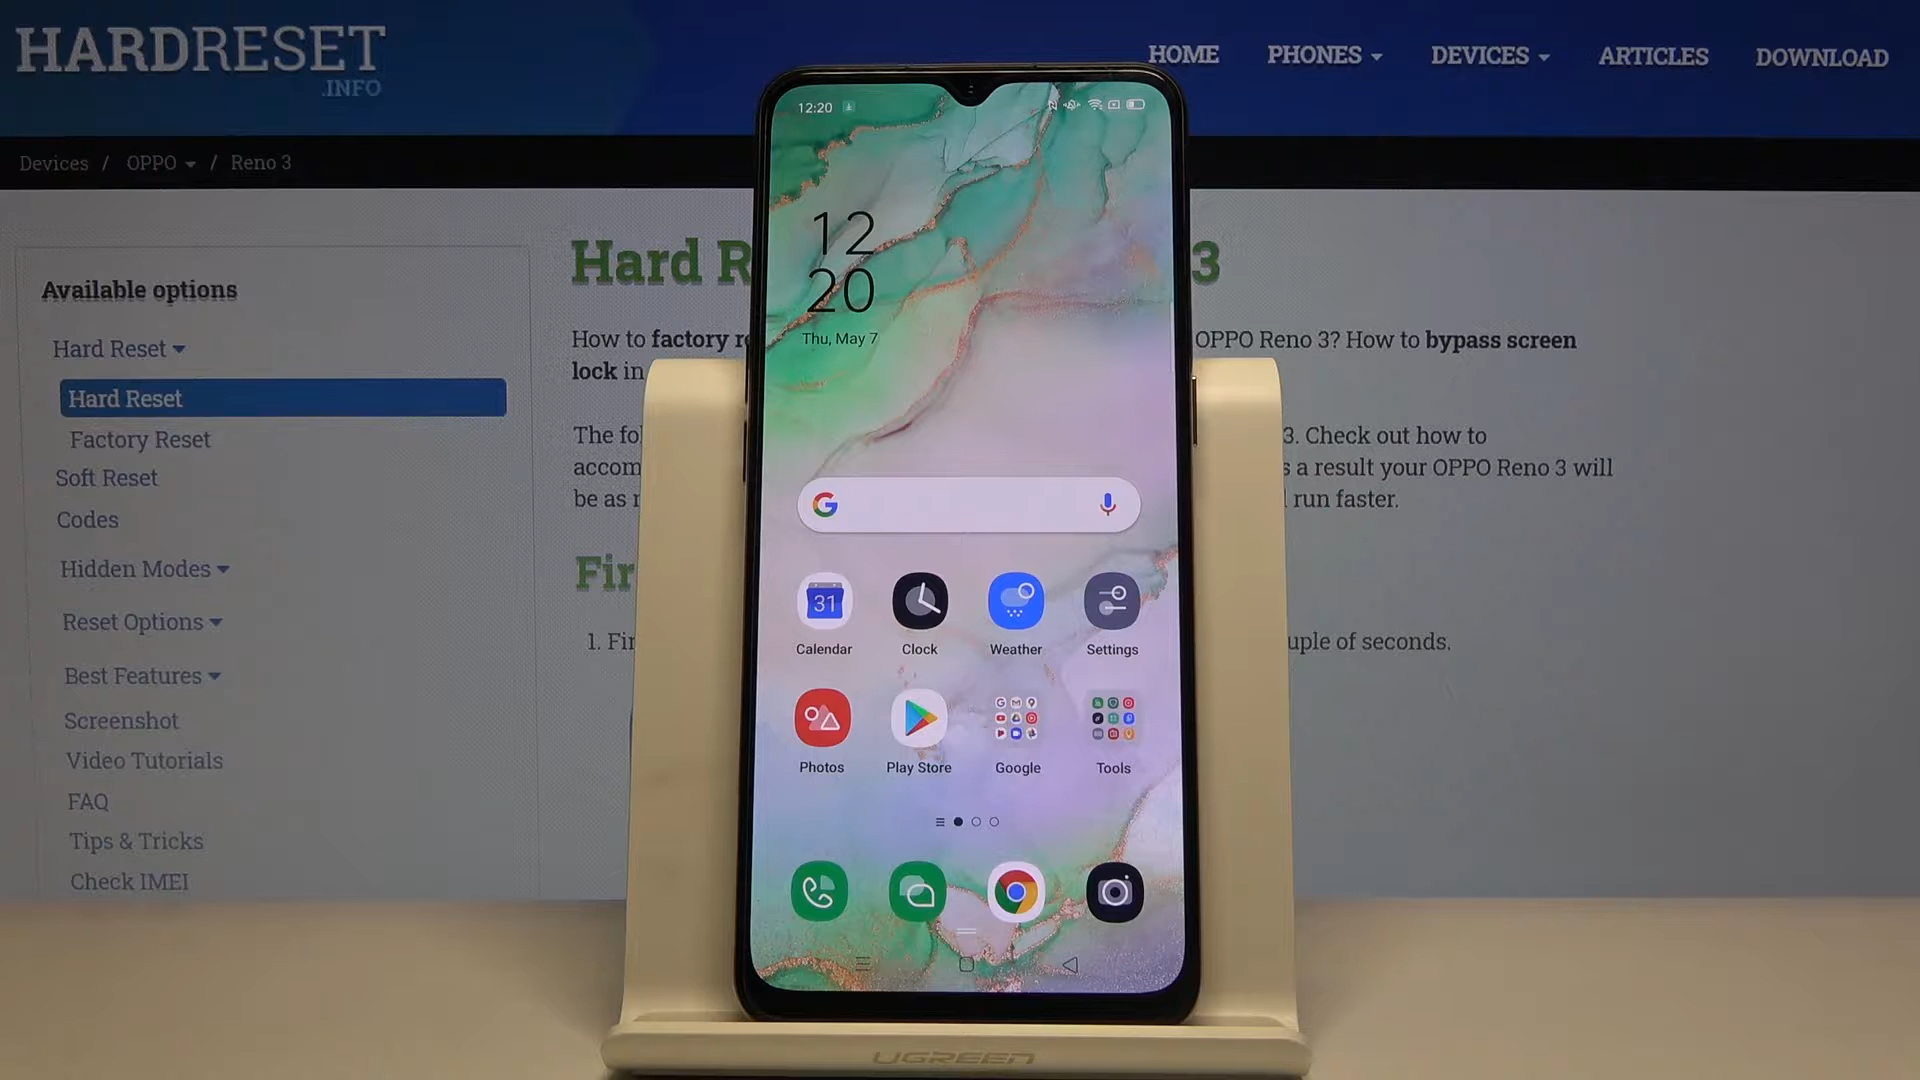 HARDRESET
.INFO
HOME PHONES DEVICES ARTICLES DOWNLOAD
Devices / OPPO / Reno 3
Available options
Hard Reset
Hard Reset
Factory Reset
Soft Reset
Codes
Hidden Modes
Reset Options
Best Features
Screenshot
Video Tutorials
FAQ
Tips & Tricks
Check IMEI
Hard R 3
How to factory r OPPO Reno 3? How to bypass screen
lock in
The fol 3. Check out how to
accom s a result your OPPO Reno 3 will
be as r run faster.
Fir
1. Fir uple of seconds.
12:20
12
20
Thu, May 7
G
31
Calendar Clock Weather Settings
Photos Play Store Google Tools
UGREEN